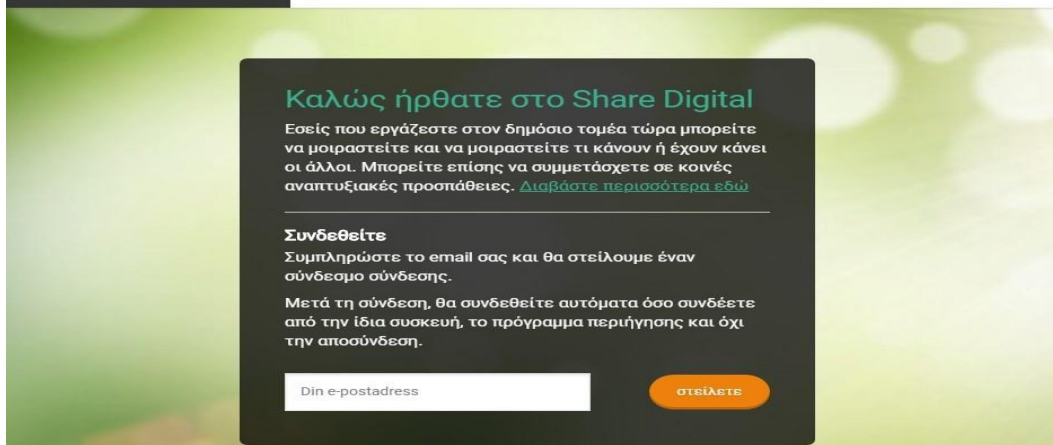 Καλώς ήρθατε στο Share Digital
Εσείς που εργάζεστε στον δημόσιο τομέα τώρα μπορείτε
να μοιραστείτε και να μοιραστείτε τι κάνουν ή έχουν κάνει
οι άλλοι. Μπορείτε επίσης να συμμετάσχετε σε κοινές
αναπτυξιακές προσπάθειες. Διαβάστε περισσότερα εδώ
Συνδεθείτε
Συμπληρώστε το email σας και θα στείλουμε έναν
σύνδεσμο σύνδεσης.
Μετά τη σύνδεση, θα συνδεθείτε αυτόματα όσο συνδέετε
από την ίδια συσκευή, το πρόγραμμα περιήγησης και όχι
την αποσύνδεση.
Din e-postadress
στείλετε